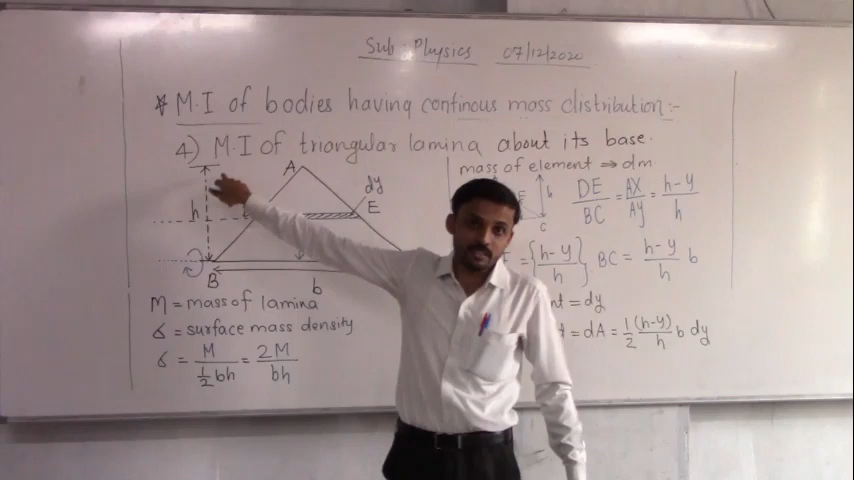 Sub : Physics 07/12/2020
* M.I of bodies having continous mass distribution:-
4) M.I of triangular lamina about its base.
A
dy
E
h
B
b
M = mass of lamina
σ = surface mass density
σ = M / ½ bh = 2M / bh
mass of element ⇒ dm
h
C
DE / BC = AX / AY = h-y / h
= {h-y / h} . BC = h-y / h b
= dy
= dA = 1/2 (h-y) / h b dy